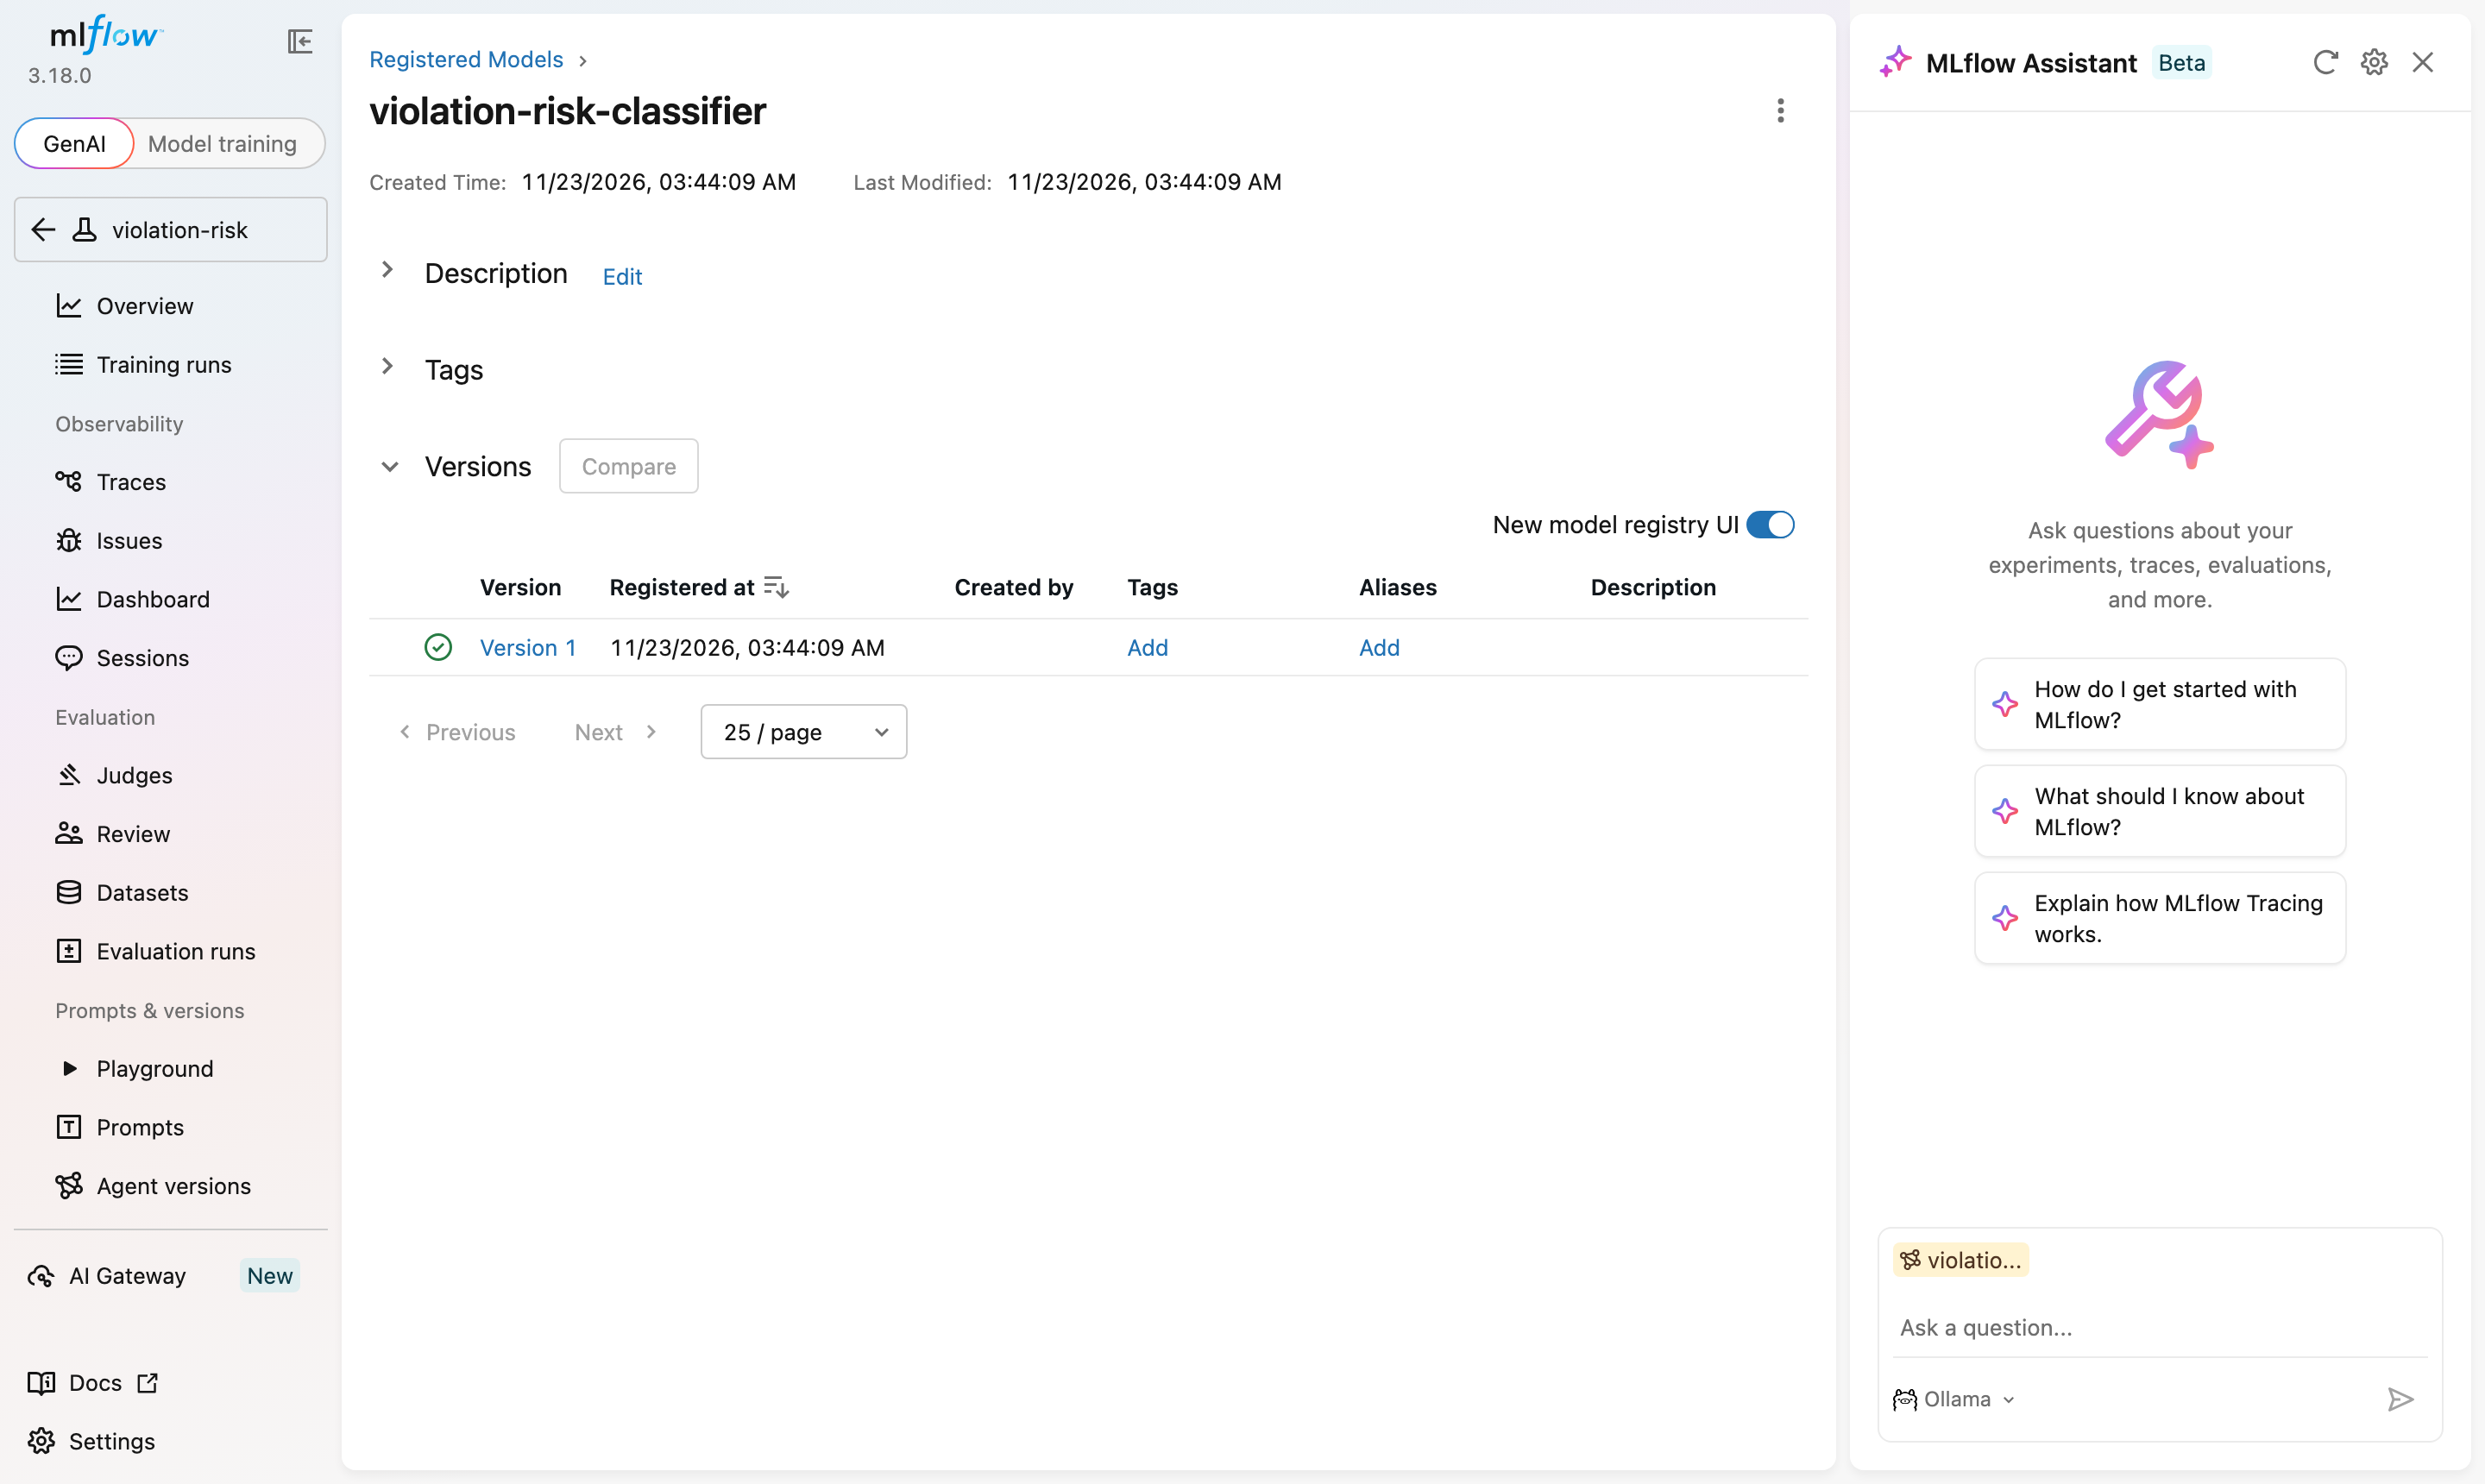 mlflow
3.18.0
GenAI
Model training
violation-risk
Overview
Training runs
Observability
Traces
Issues
Dashboard
Sessions
Evaluation
Judges
Review
Datasets
Evaluation runs
Prompts & versions
Playground
Prompts
Agent versions
AI Gateway New
Docs
Settings
Registered Models
violation-risk-classifier
Created Time: 11/23/2026, 03:44:09 AM Last Modified: 11/23/2026, 03:44:09 AM
Description Edit
Tags
Versions Compare
New model registry UI
Version Registered at Created by Tags Aliases Description
Version 1 11/23/2026, 03:44:09 AM Add Add
Previous Next 25 / page
MLflow Assistant Beta
Ask questions about your
experiments, traces, evaluations,
and more.
How do I get started with
MLflow?
What should I know about
MLflow?
Explain how MLflow Tracing
works.
violatio...
Ask a question...
Ollama